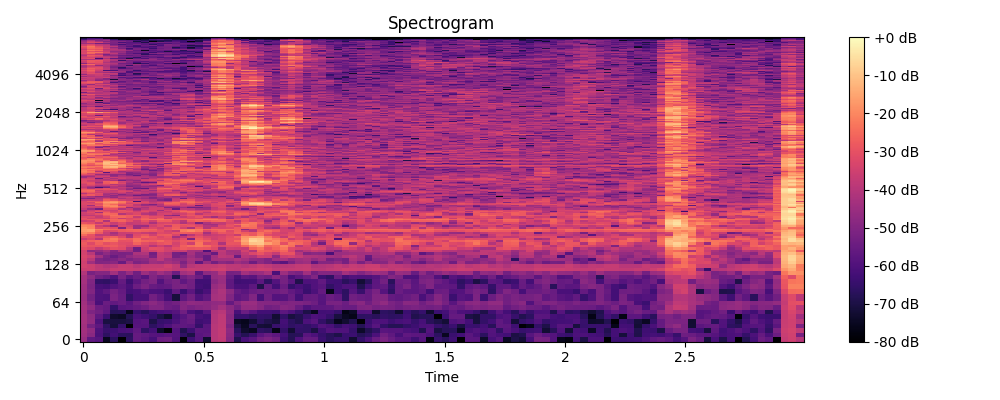 Spectrogram
Hz
4096
2048
1024
512
256
128
64
0
0
0.5
1
1.5
2
2.5
Time
+0 dB
-10 dB
-20 dB
-30 dB
-40 dB
-50 dB
-60 dB
-70 dB
-80 dB